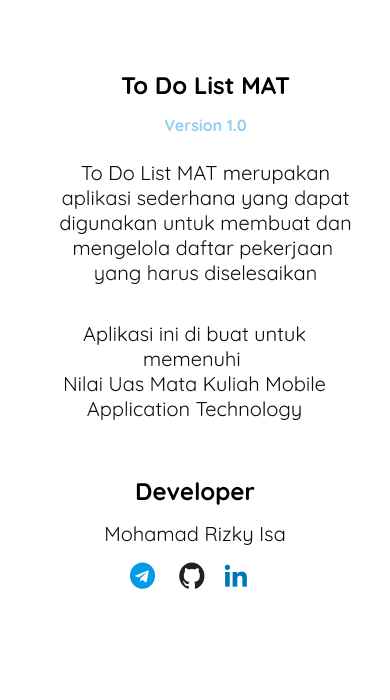 To Do List MAT
Version 1.0
To Do List MAT merupakan
aplikasi sederhana yang dapat
digunakan untuk membuat dan
mengelola daftar pekerjaan
yang harus diselesaikan
Aplikasi ini di buat untuk
memenuhi
Nilai Uas Mata Kuliah Mobile
Application Technology
Developer
Mohamad Rizky Isa
in